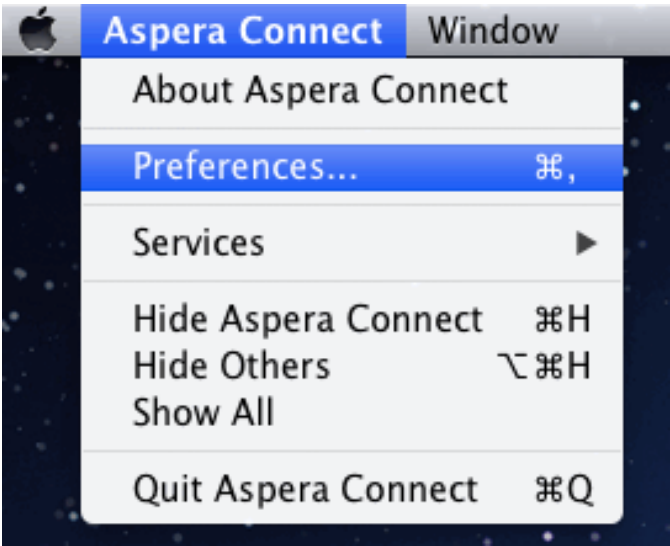 Aspera Connect Window
About Aspera Connect
Preferences... ⌘,
Services ▶
Hide Aspera Connect ⌘H
Hide Others ⌥⌘H
Show All
Quit Aspera Connect ⌘Q